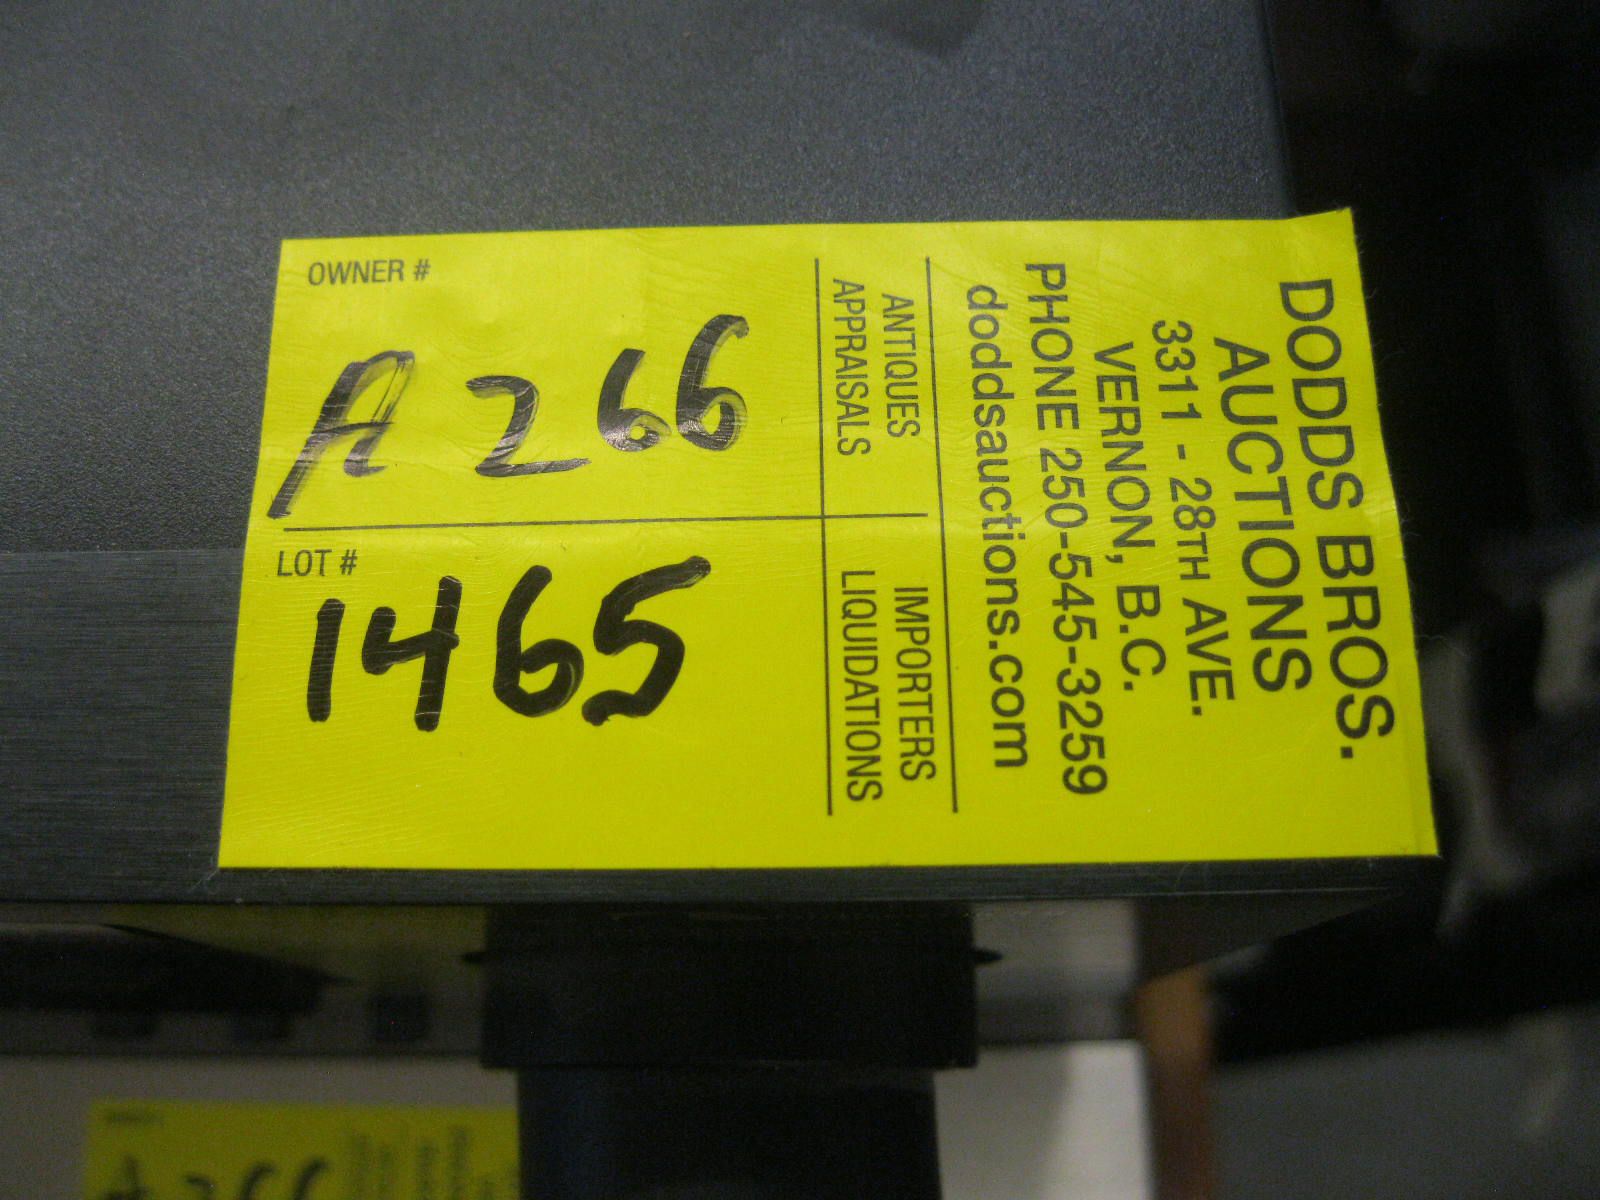 DODDS BROS.
AUCTIONS
3311 - 28TH AVE.
VERNON, B.C.
PHONE 250-545-3259
doddsauctions.com
ANTIQUES
APPRAISALS
IMPORTERS
LIQUIDATIONS
OWNER #
A 266
LOT #
1465
A 266